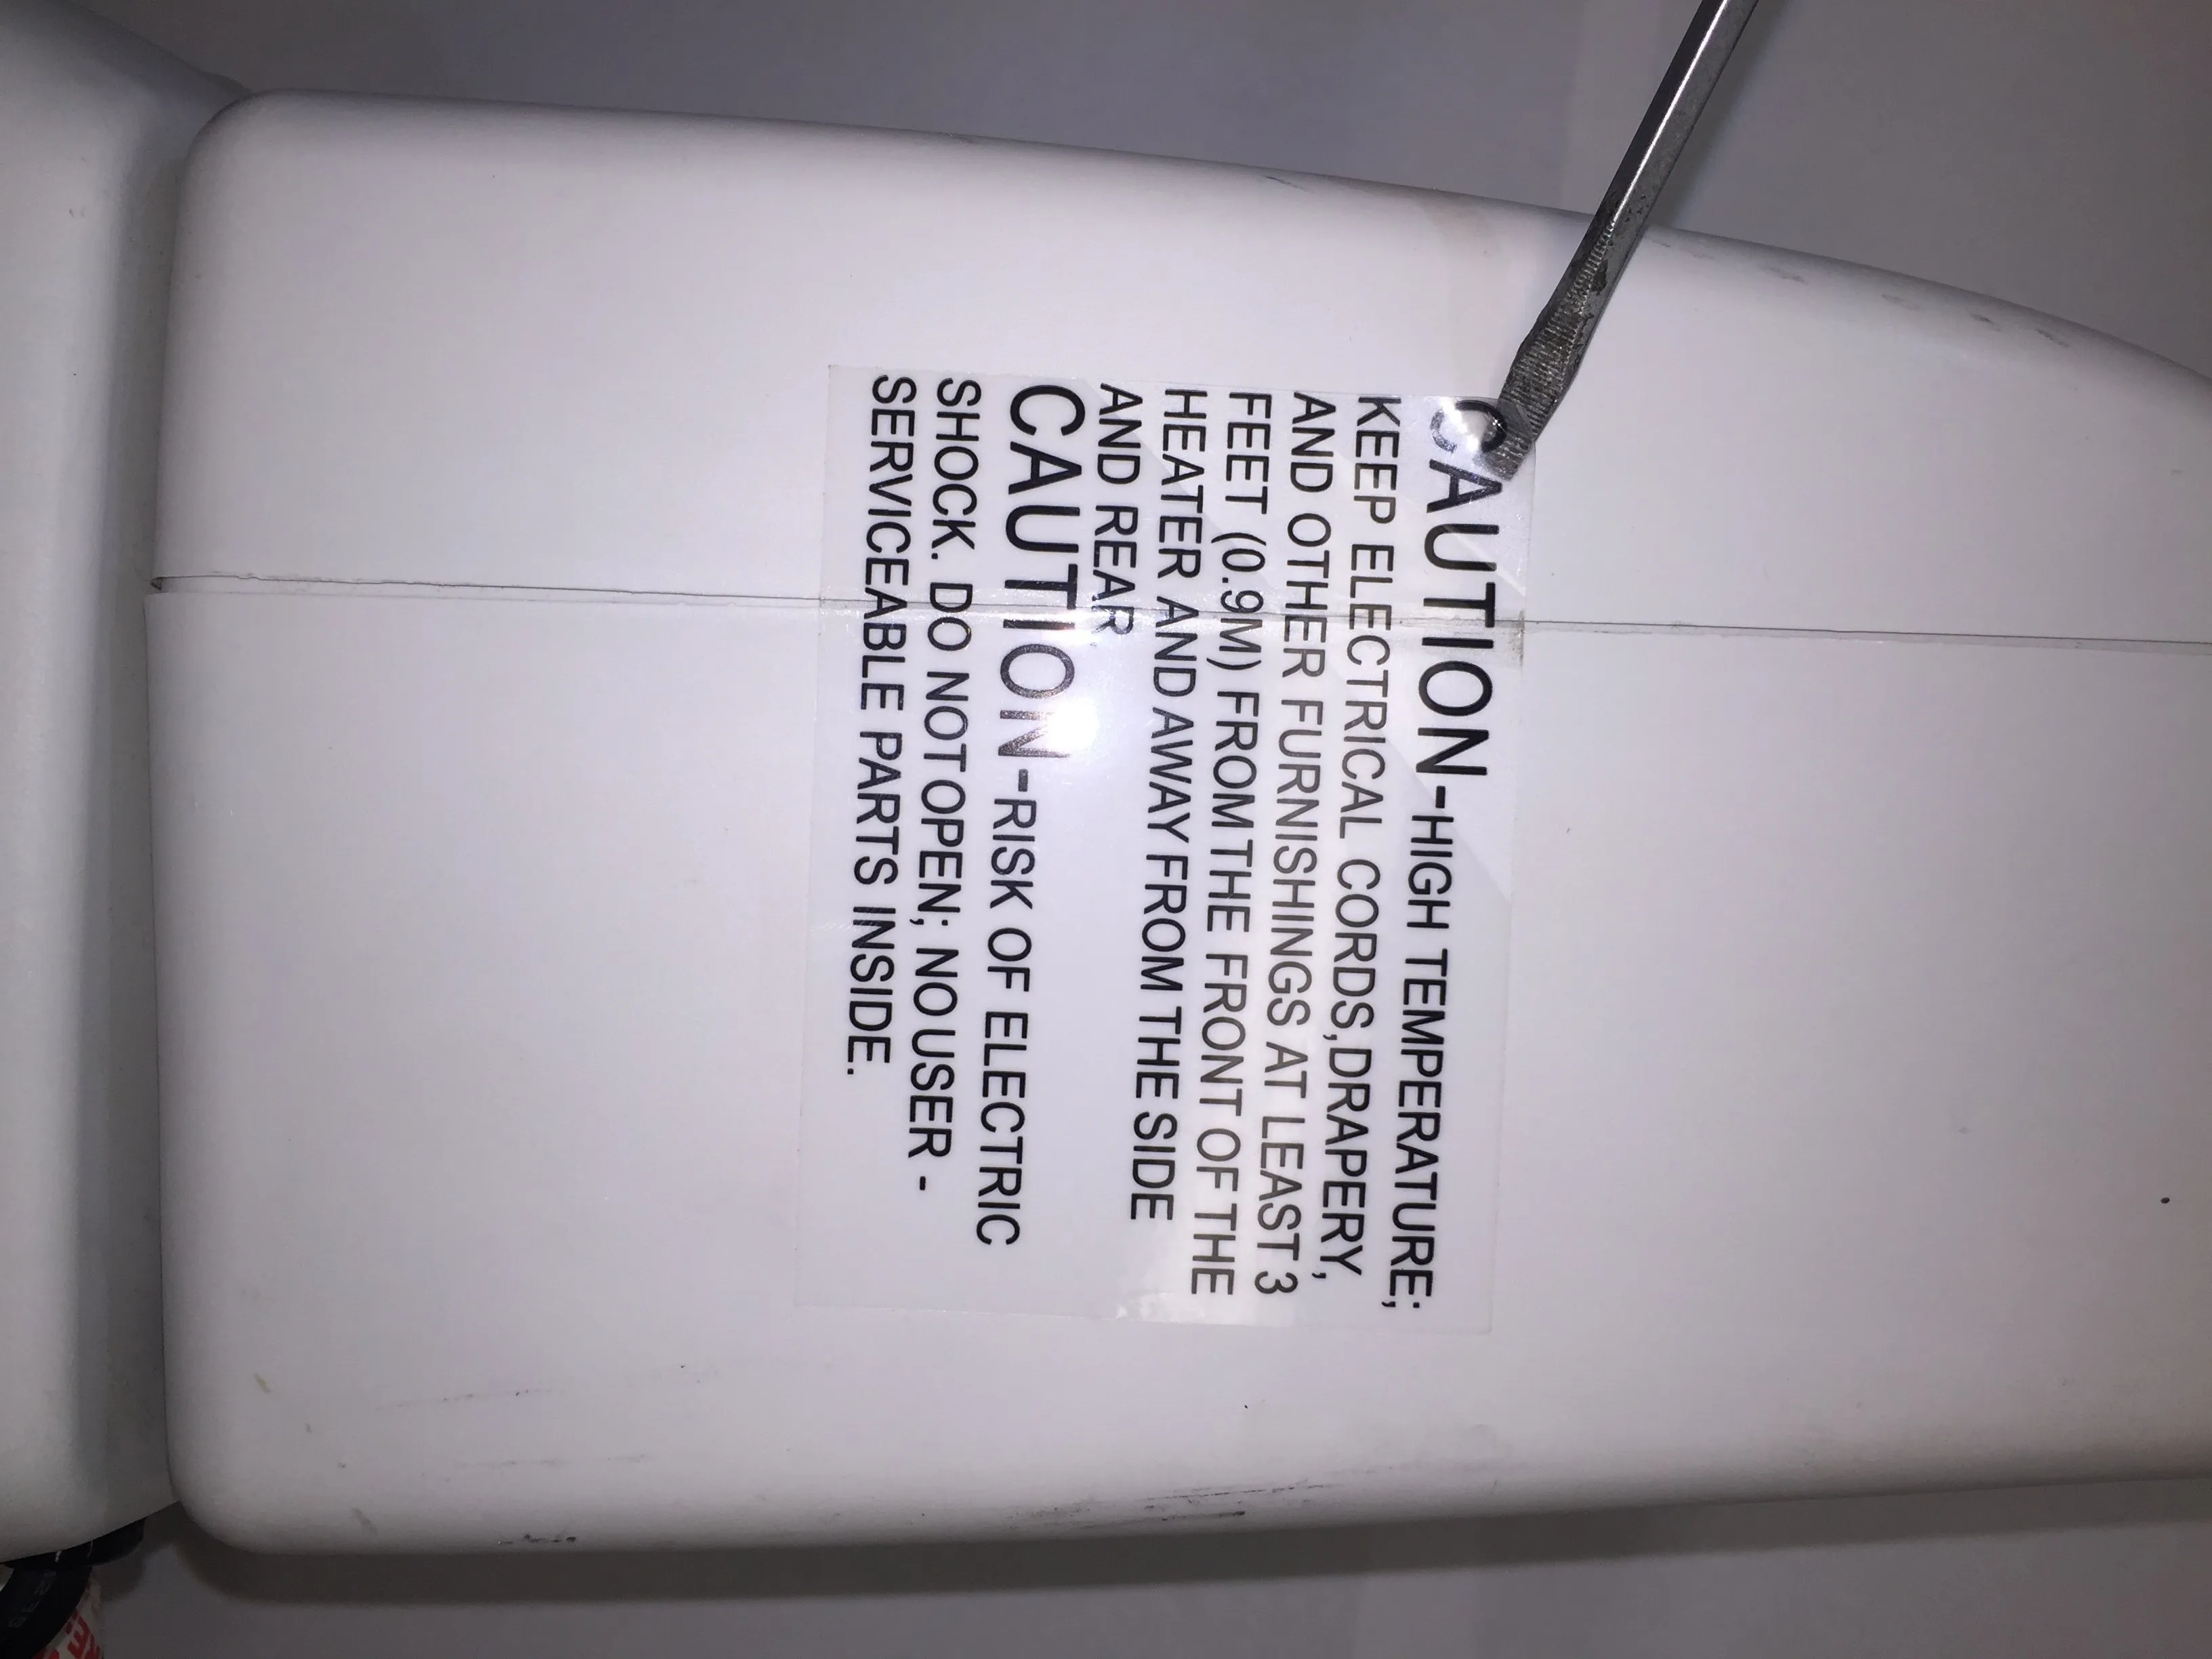 CAUTION-HIGH TEMPERATURE;
KEEP ELECTRICAL CORDS,DRAPERY,
AND OTHER FURNISHINGS AT LEAST 3
FEET (0.9M) FROM THE FRONT OF THE
HEATER AND AWAY FROM THE SIDE
AND REAR
CAUTION-RISK OF ELECTRIC
SHOCK. DO NOT OPEN; NO USER -
SERVICEABLE PARTS INSIDE.